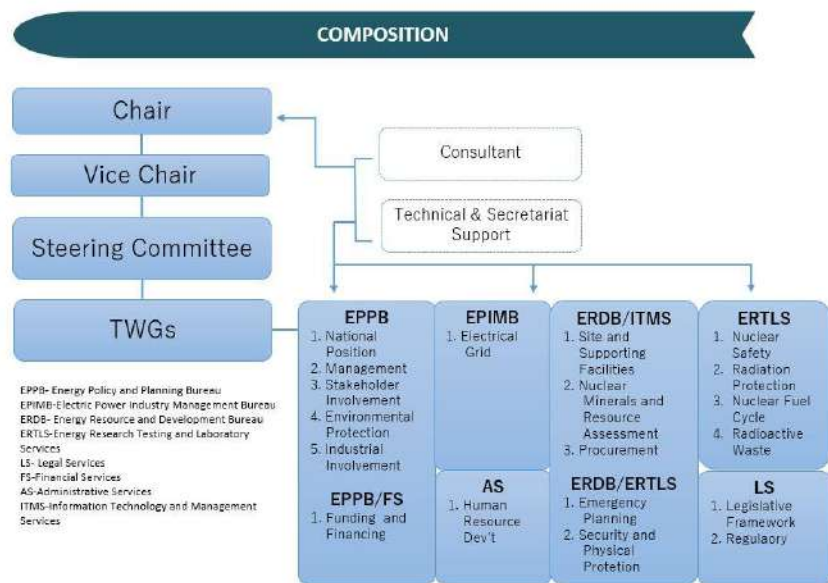 COMPOSITION
Chair
Vice Chair
Steering Committee
TWGs
Consultant
Technical & Secretariat
Support
EPPB
1. National
Position
2. Management
3. Stakeholder
Involvement
4. Environmental
Protection
5. Industrial
Involvement
EPPB/FS
1. Funding and
Financing
EPIMB
1. Electrical
Grid
AS
1. Human
Resource
Dev't
ERDB/ITMS
1. Site and
Supporting
Facilities
2. Nuclear
Minerals and
Resource
Assessment
3. Procurement
ERDB/ERTLS
1. Emergency
Planning
2. Security and
Physical
Protetion
ERTLS
1. Nuclear
Safety
2. Radiation
Protection
3. Nuclear Fuel
Cycle
4. Radioactive
Waste
LS
1. Legislative
Framework
2. Regulaory
EPPB- Energy Policy and Planning Bureau
EPIMB-Electric Power Industry Management Bureau
ERDB- Energy Resource and Development Bureau
ERTLS-Energy Research Testing and Laboratory
Services
LS- Legal Services
FS-Financial Services
AS-Administrative Services
ITMS-Information Technology and Management
Services